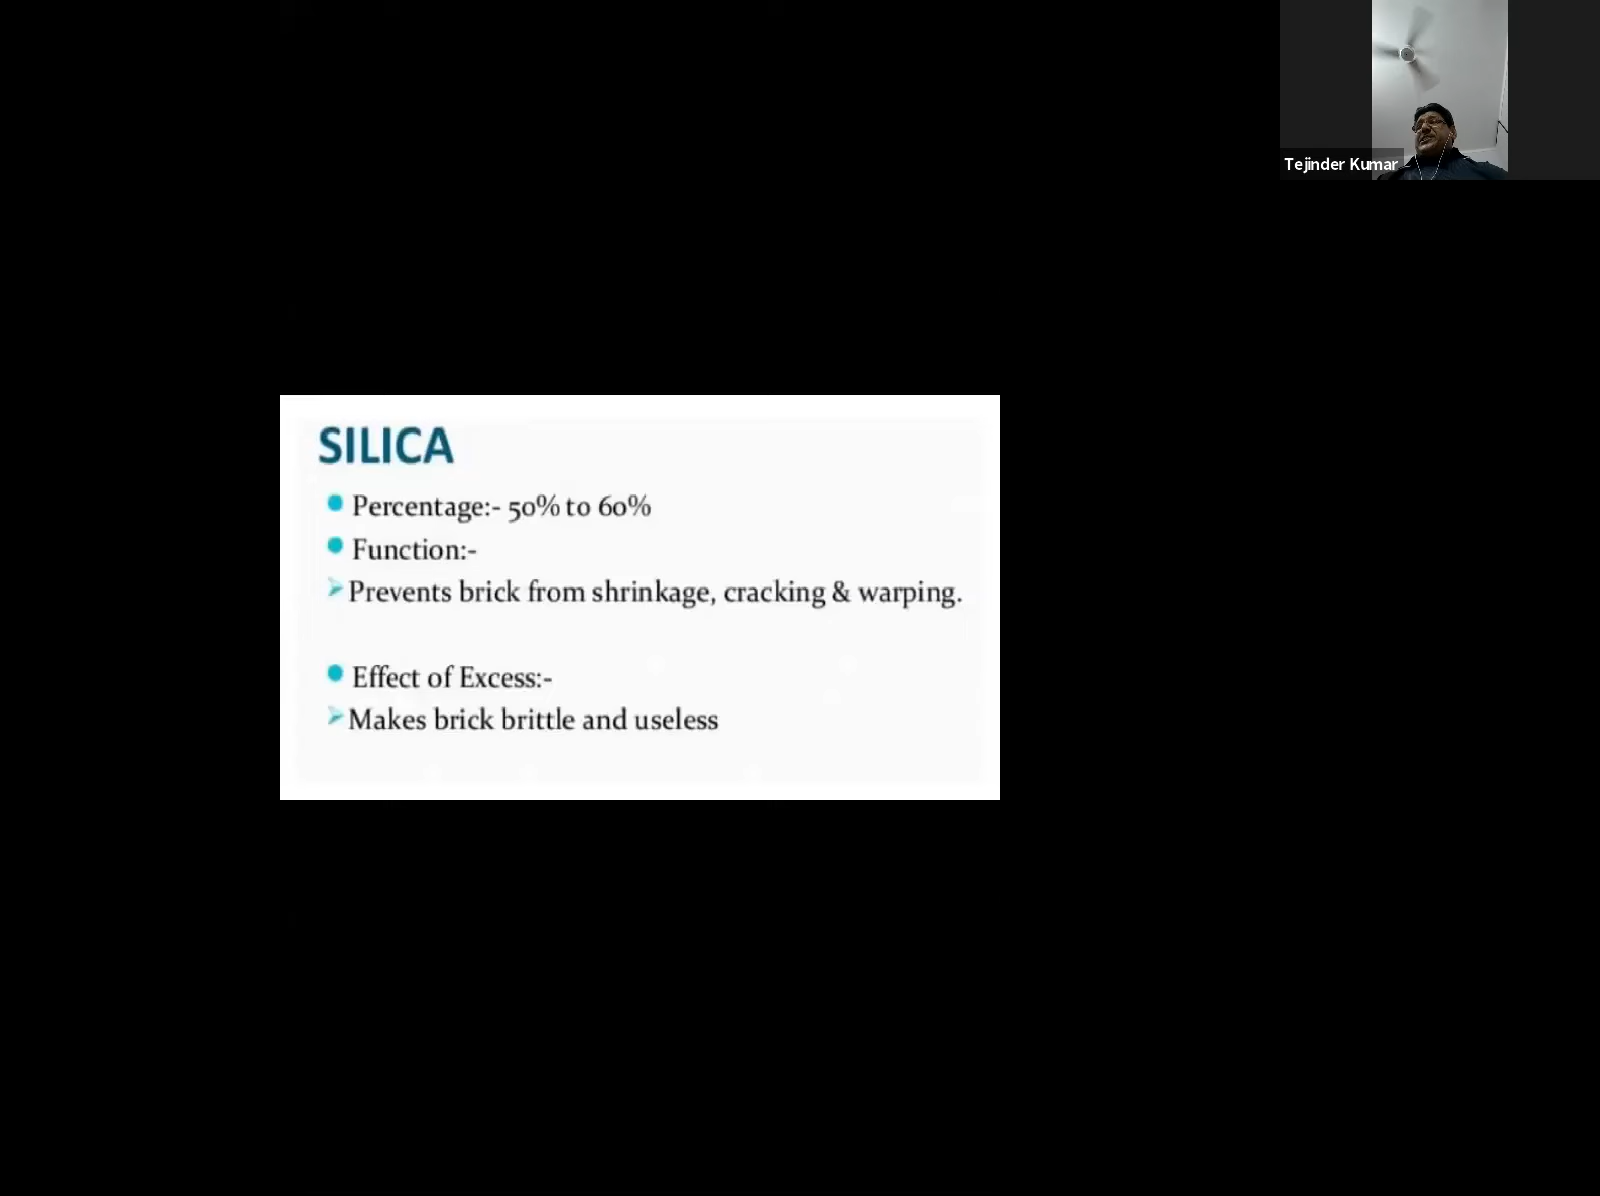 Tejinder Kumar
SILICA
Percentage:- 50% to 60%
Function:-
Prevents brick from shrinkage, cracking & warping.
Effect of Excess:-
Makes brick brittle and useless